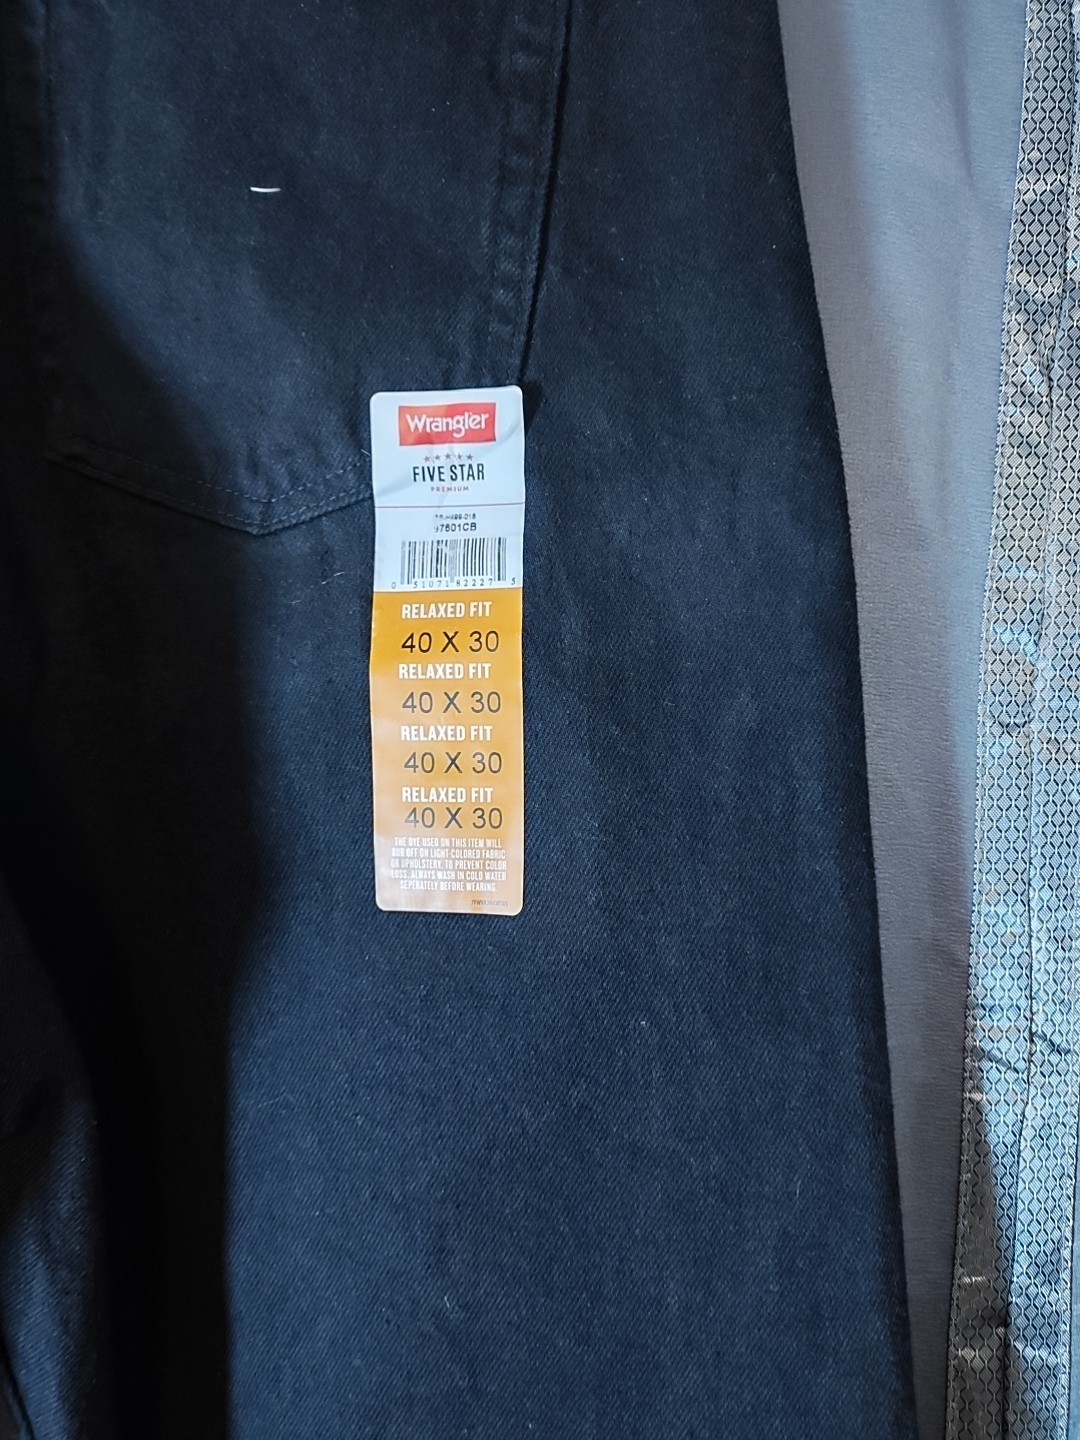 Wrangler
FIVE STAR
PREMIUM
97601CB
0 51071 82227 5
RELAXED FIT
40 X 30
RELAXED FIT
40 X 30
RELAXED FIT
40 X 30
RELAXED FIT
40 X 30
THE DYE USED ON THIS ITEM WILL
RUB OFF ON LIGHT-COLORED FABRIC
OR UPHOLSTERY. TO PREVENT COLOR
LOSS, ALWAYS WASH IN COLD WATER
SEPERATELY BEFORE WEARING.